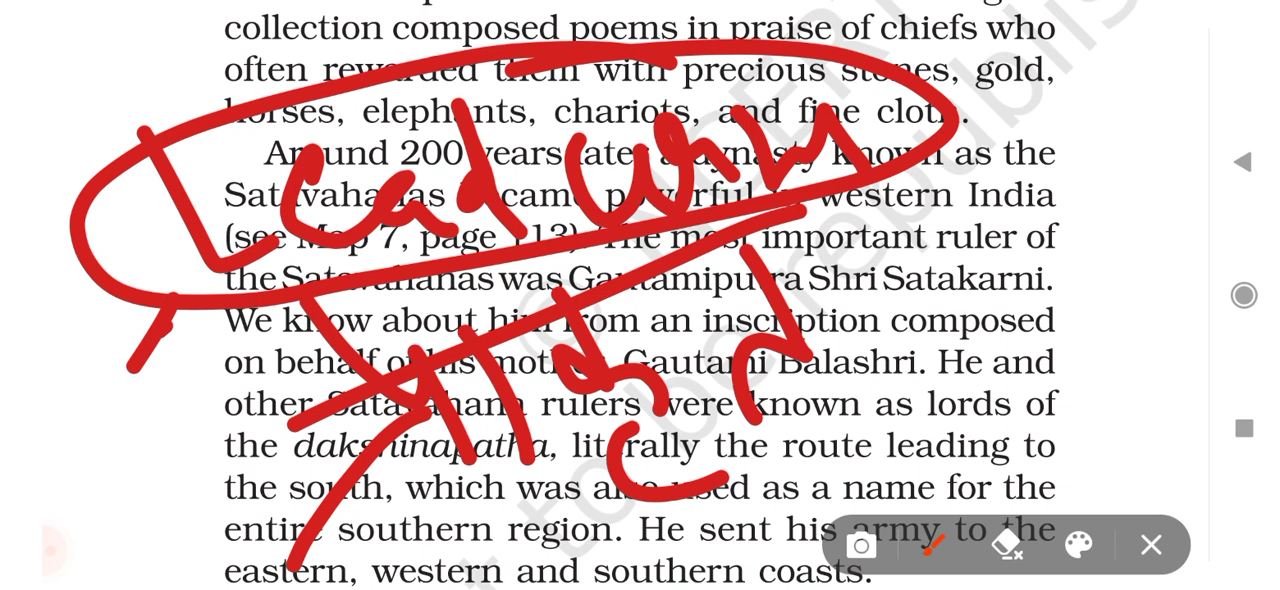 collection composed poems in praise of chiefs who
often rewarded them with precious stones, gold,
horses, elephants, chariots, and fine cloth.
Lead
Around 200 years later a dynasty known as the
Satavahanas became powerful in western India
(see Map 7, page 113). The most important ruler of
the Satavahanas was Gautamiputra Shri Satakarni.
We know about him from an inscription composed
on behalf of his mother, Gautami Balashri. He and
other Satavahana rulers were known as lords of
the dakshinapatha, literally the route leading to
the south, which was also used as a name for the
entire southern region. He sent his army to the
eastern, western and southern coasts.